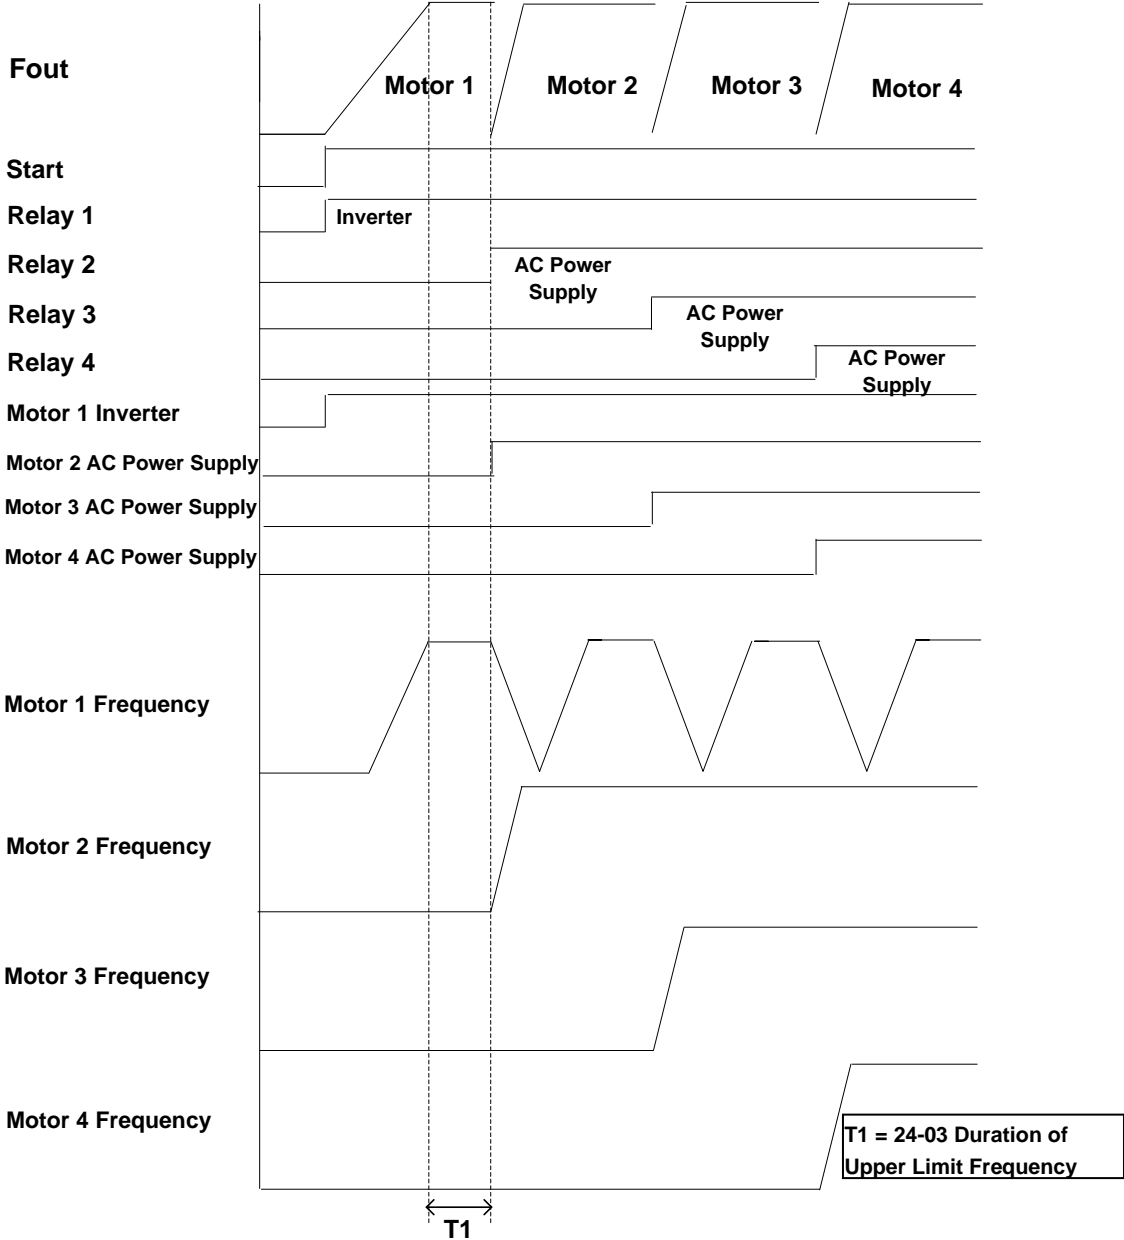 Fout
Motor 1
Motor 2
Motor 3
Motor 4
Start
Relay 1
Inverter
Relay 2
AC Power
Supply
Relay 3
AC Power
Supply
Relay 4
AC Power
Supply
Motor 1 Inverter
Motor 2 AC Power Supply
Motor 3 AC Power Supply
Motor 4 AC Power Supply
Motor 1 Frequency
Motor 2 Frequency
Motor 3 Frequency
Motor 4 Frequency
T1 = 24-03 Duration of
Upper Limit Frequency
T1